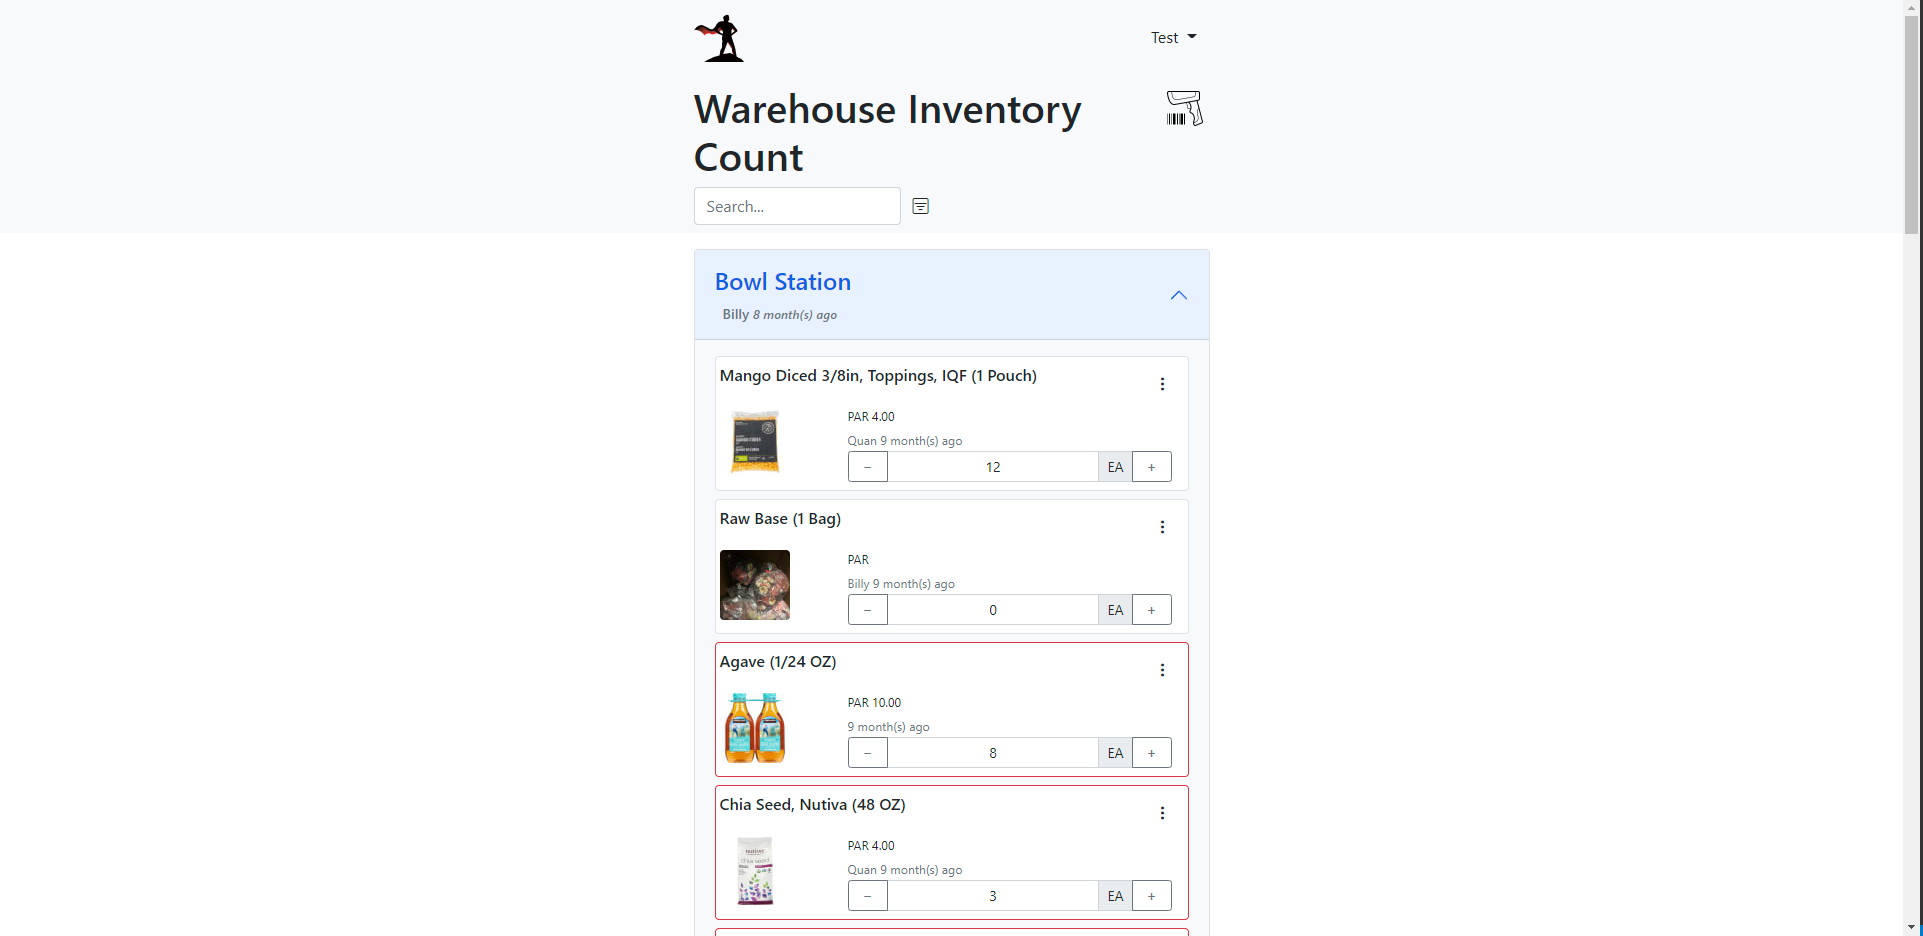 Test
Warehouse Inventory
Count
Search...
Bowl Station
Billy 8 month(s) ago
Mango Diced 3/8in, Toppings, IQF (1 Pouch)
PAR 4.00
Quan 9 month(s) ago
− 12 EA +
Raw Base (1 Bag)
PAR
Billy 9 month(s) ago
− 0 EA +
Agave (1/24 OZ)
PAR 10.00
9 month(s) ago
− 8 EA +
Chia Seed, Nutiva (48 OZ)
nutiva
chia seed
PAR 4.00
Quan 9 month(s) ago
− 3 EA +